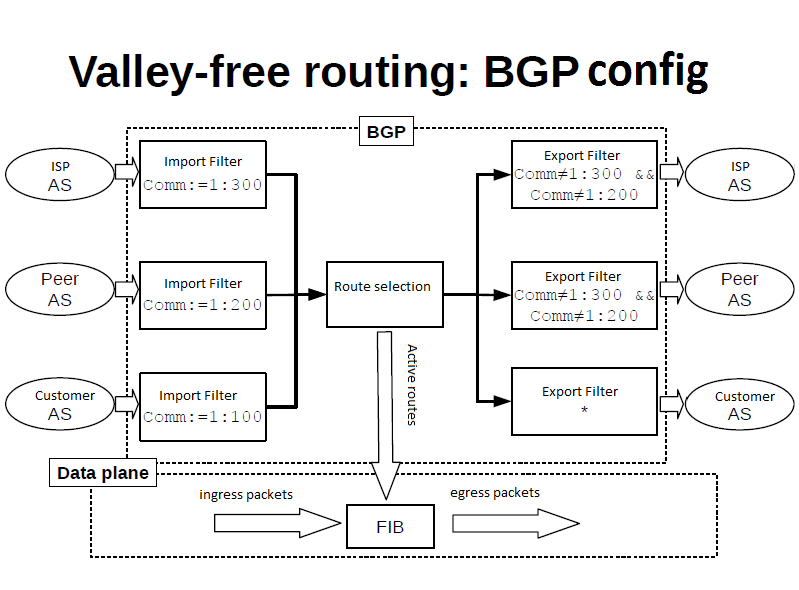 Valley-free routing: BGP config
BGP
ISP
AS
Import Filter
Comm:=1:300
Export Filter
Comm≠1:300 &&
Comm≠1:200
ISP
AS
Peer
AS
Import Filter
Comm:=1:200
Route selection
Export Filter
Comm≠1:300 &&
Comm≠1:200
Peer
AS
Customer
AS
Import Filter
Comm:=1:100
Active routes
Export Filter
*
Customer
AS
Data plane
ingress packets
FIB
egress packets